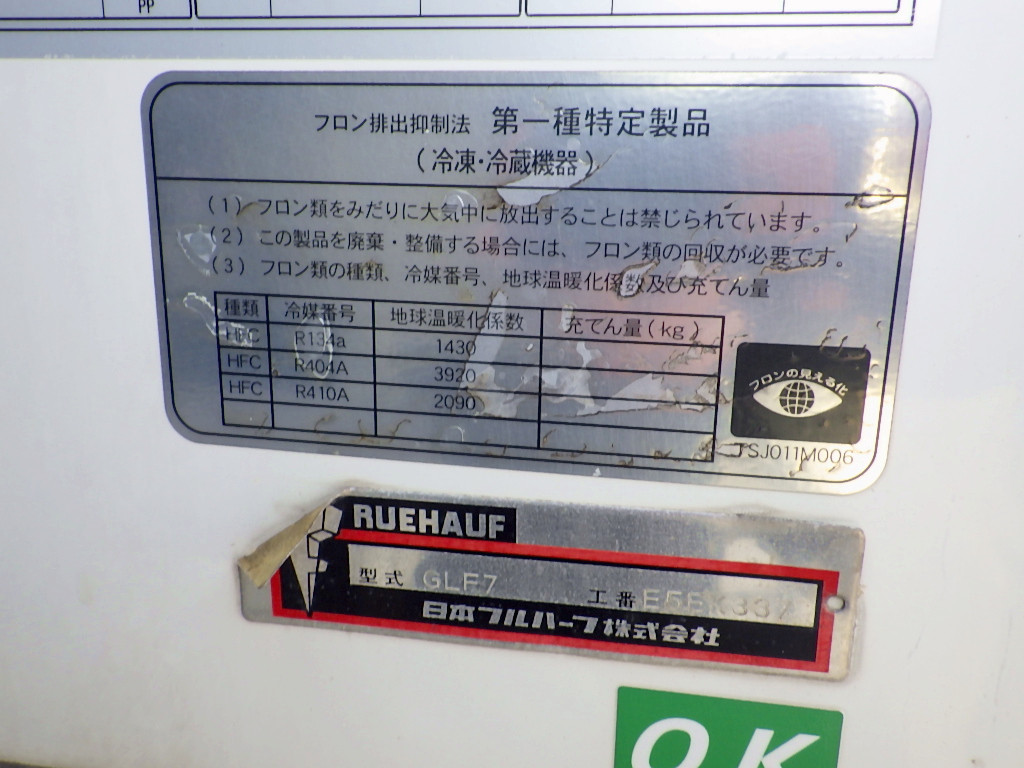 PP
フロン排出抑制法 第一種特定製品
(冷凍・冷蔵機器)
(1) フロン類をみだりに大気中に放出することは禁じられています。
(2) この製品を廃棄・整備する場合には、フロン類の回収が必要です。
(3) フロン類の種類、冷媒番号、地球温暖化係数及び充てん量
種類 冷媒番号 地球温暖化係数 充てん量(kg)
HFC R134a 1430
HFC R404A 3920
HFC R410A 2090
フロンの見える化
JSJ011M006
RUEHAUF
型式 GLF7
工番
日本フルハーフ株式会社
OK